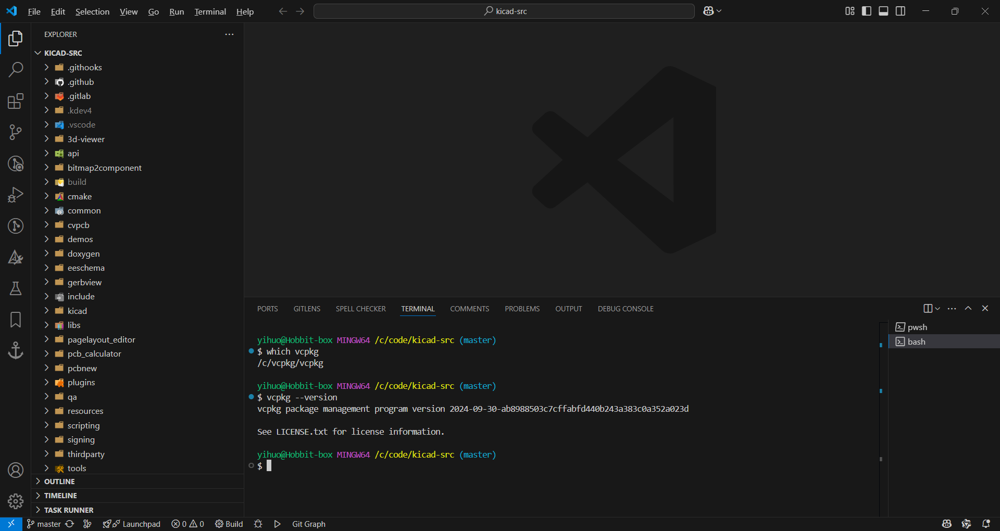 File Edit Selection View Go Run Terminal Help
kicad-src
EXPLORER
KICAD-SRC
.githooks
.github
.gitlab
.kdev4
.vscode
3d-viewer
api
bitmap2component
build
cmake
common
cvpcb
demos
doxygen
eeschema
gerbview
include
kicad
libs
pagelayout_editor
pcb_calculator
pcbnew
plugins
qa
resources
scripting
signing
thirdparty
tools
OUTLINE
TIMELINE
TASK RUNNER
PORTS GITLENS SPELL CHECKER TERMINAL COMMENTS PROBLEMS OUTPUT DEBUG CONSOLE
yihuo@Hobbit-box MINGW64 /c/code/kicad-src (master)
$ which vcpkg
/c/vcpkg/vcpkg
yihuo@Hobbit-box MINGW64 /c/code/kicad-src (master)
$ vcpkg --version
vcpkg package management program version 2024-09-30-ab8988503c7cffabfd440b243a383c0a352a023d
See LICENSE.txt for license information.
yihuo@Hobbit-box MINGW64 /c/code/kicad-src (master)
$
pwsh
bash
master Launchpad 0 0 Build Git Graph